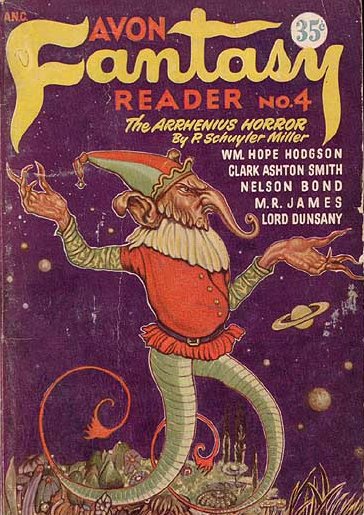 A.N.C.
AVON
35¢
Fantasy
READER No.4
The ARRHENIUS HORROR
By P. Schuyler Miller
WM. HOPE HODGSON
CLARK ASHTON SMITH
NELSON BOND
M.R. JAMES
LORD DUNSANY